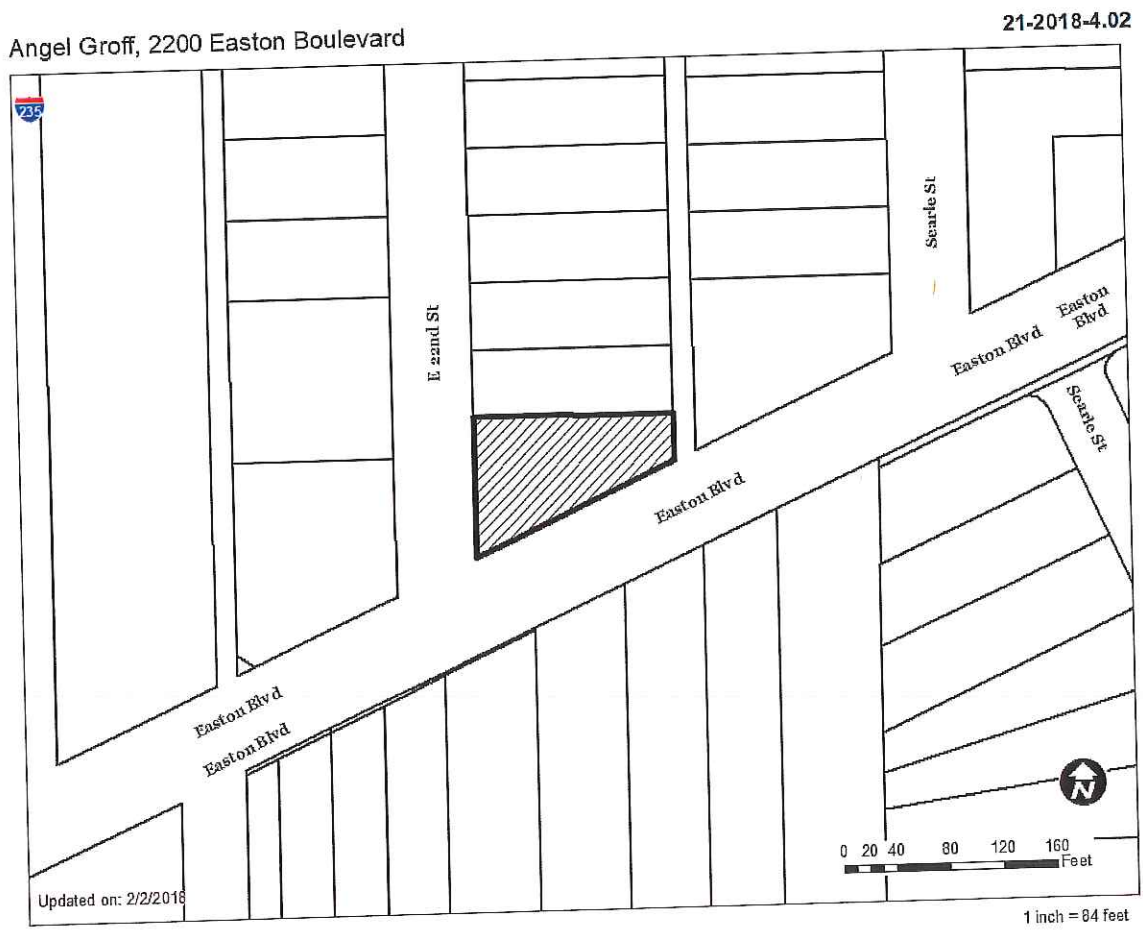 Angel Groff, 2200 Easton Boulevard
21-2018-4.02
235
E 22nd St
Searle St
Easton Blvd
Easton
Blvd
Searle St
Easton Blvd
Easton Blvd
Easton Blvd
N
0 20 40 80 120 160
Feet
Updated on: 2/2/2018
1 inch = 84 feet